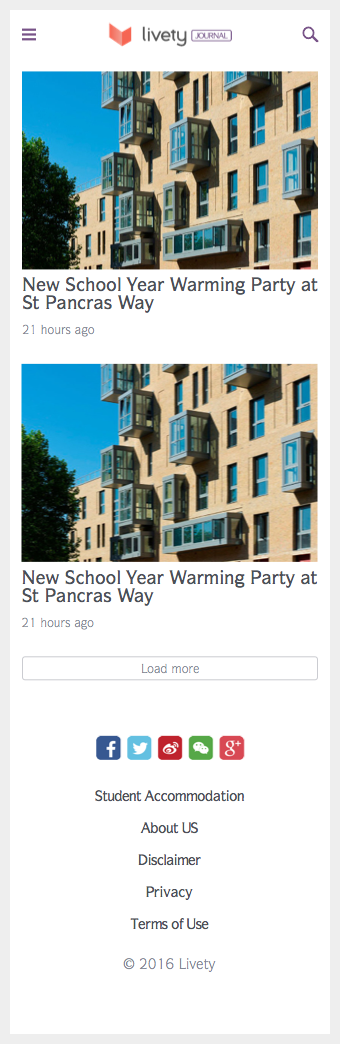 livety JOURNAL
New School Year Warming Party at
St Pancras Way
21 hours ago
New School Year Warming Party at
St Pancras Way
21 hours ago
Load more
f g+
Student Accommodation
About US
Disclaimer
Privacy
Terms of Use
© 2016 Livety